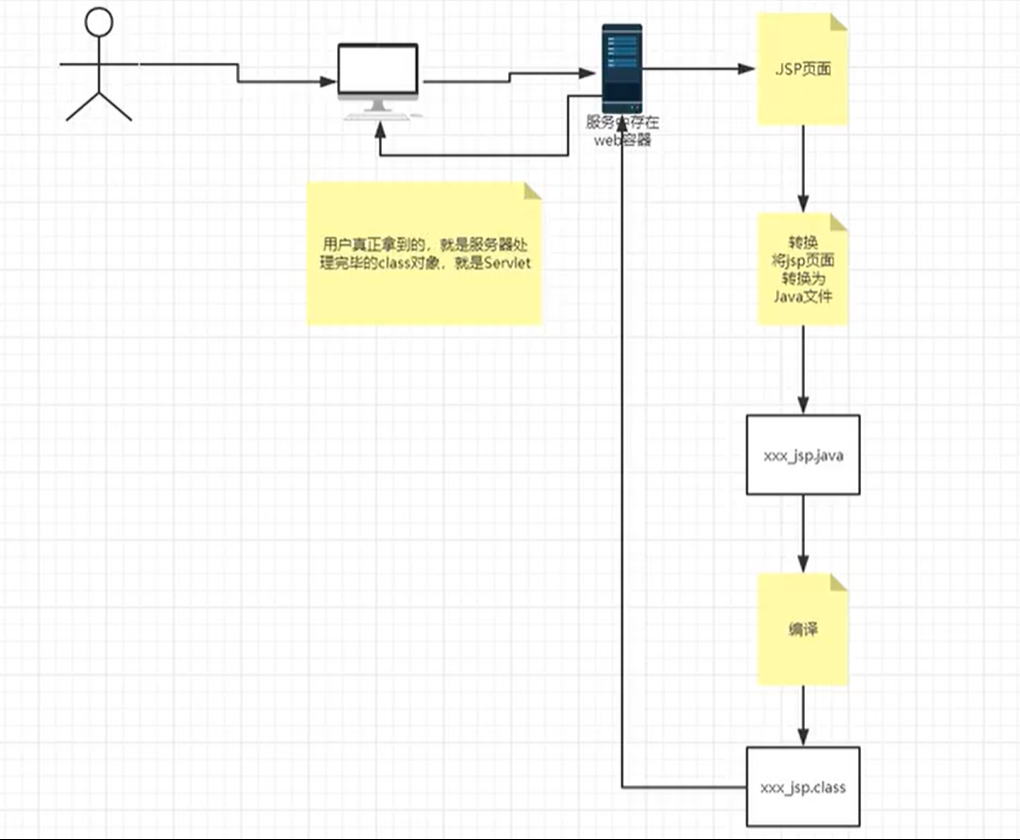 JSP页面
服务中存在
web容器
用户真正拿到的，就是服务器处
理完毕的class对象，就是Servlet
转换
将jsp页面
转换为
Java文件
xxx_jsp.java
编译
xxx_jsp.class